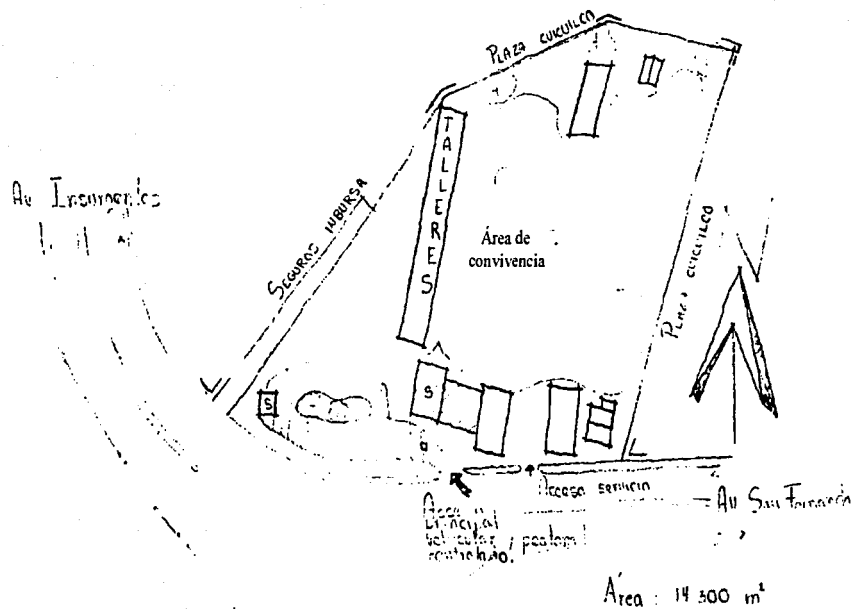 PLAZA CUICUILCO
TALLERES
Av Insurgentes
SEGUROS INBURSA
Área de
convivencia
PLAZA CUICUILCO
S
S
Acceso servicio
Av San Fernando
Acceso
principal
vehicular y peatonal
controlado.
Área : 14 300 m²